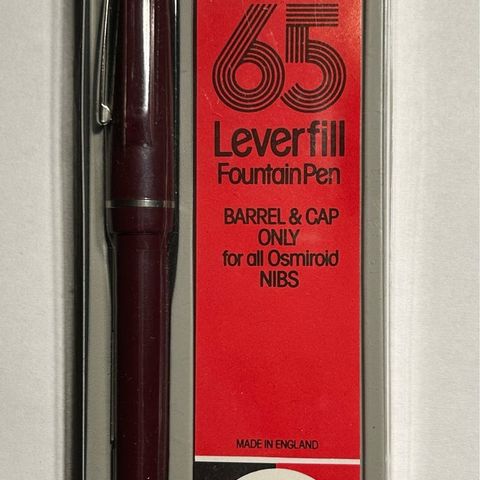 65
Leverfill
Fountain Pen
BARREL & CAP
ONLY
for all Osmiroid
NIBS
MADE IN ENGLAND